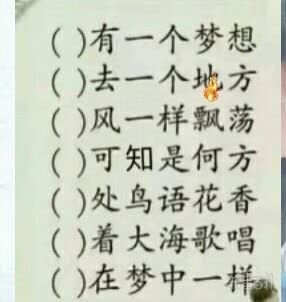 ( )有一个梦想
( )去一个地方
( )风一样飘荡
( )可知是何方
( )处鸟语花香
( )着大海歌唱
( )在梦中一样